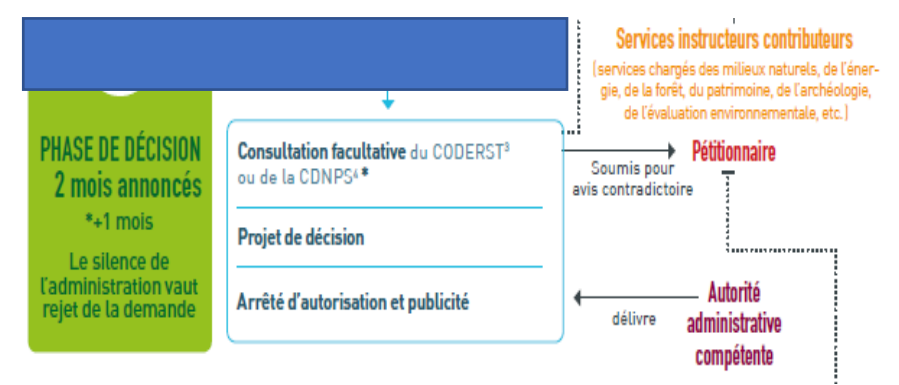 PHASE DE DÉCISION
2 mois annoncés
*+1 mois
Le silence de
l'administration vaut
rejet de la demande
Consultation facultative du CODERST³
ou de la CDNPS⁴ *
Projet de décision
Arrêté d'autorisation et publicité
Services instructeurs contributeurs
(services chargés des milieux naturels, de l'éner-
gie, de la forêt, du patrimoine, de l'archéologie,
de l'évaluation environnementale, etc.)
Soumis pour
avis contradictoire
Pétitionnaire
délivre
Autorité
administrative
compétente